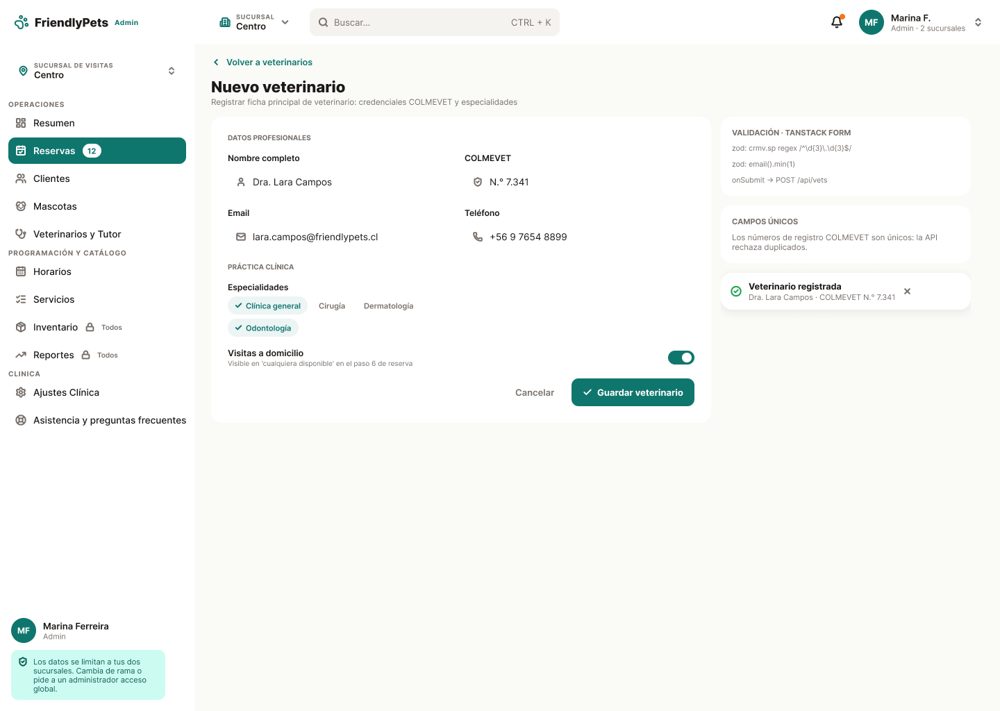 FriendlyPets Admin
SUCURSAL
Centro
Buscar...
CTRL + K
MF
Marina F.
Admin · 2 sucursales
SUCURSAL DE VISITAS
Centro
OPERACIONES
Resumen
Reservas 12
Clientes
Mascotas
Veterinarios y Tutor
PROGRAMACIÓN Y CATÁLOGO
Horarios
Servicios
Inventario Todos
Reportes Todos
CLINICA
Ajustes Clínica
Asistencia y preguntas frecuentes
MF
Marina Ferreira
Admin
Los datos se limitan a tus dos
sucursales. Cambia de rama o
pide a un administrador acceso
global.
Volver a veterinarios
Nuevo veterinario
Registrar ficha principal de veterinario: credenciales COLMEVET y especialidades
DATOS PROFESIONALES
Nombre completo
Dra. Lara Campos
COLMEVET
N.° 7.341
Email
lara.campos@friendlypets.cl
Teléfono
+56 9 7654 8899
PRÁCTICA CLÍNICA
Especialidades
Clínica general
Cirugía
Dermatología
Odontología
Visitas a domicilio
Visible en 'cualquiera disponible' en el paso 6 de reserva
Cancelar
Guardar veterinario
VALIDACIÓN · TANSTACK FORM
zod: crmv.sp regex /^\d{3}\.\d{3}$/
zod: email().min(1)
onSubmit → POST /api/vets
CAMPOS ÚNICOS
Los números de registro COLMEVET son únicos: la API
rechaza duplicados.
Veterinario registrada
Dra. Lara Campos · COLMEVET N.° 7.341